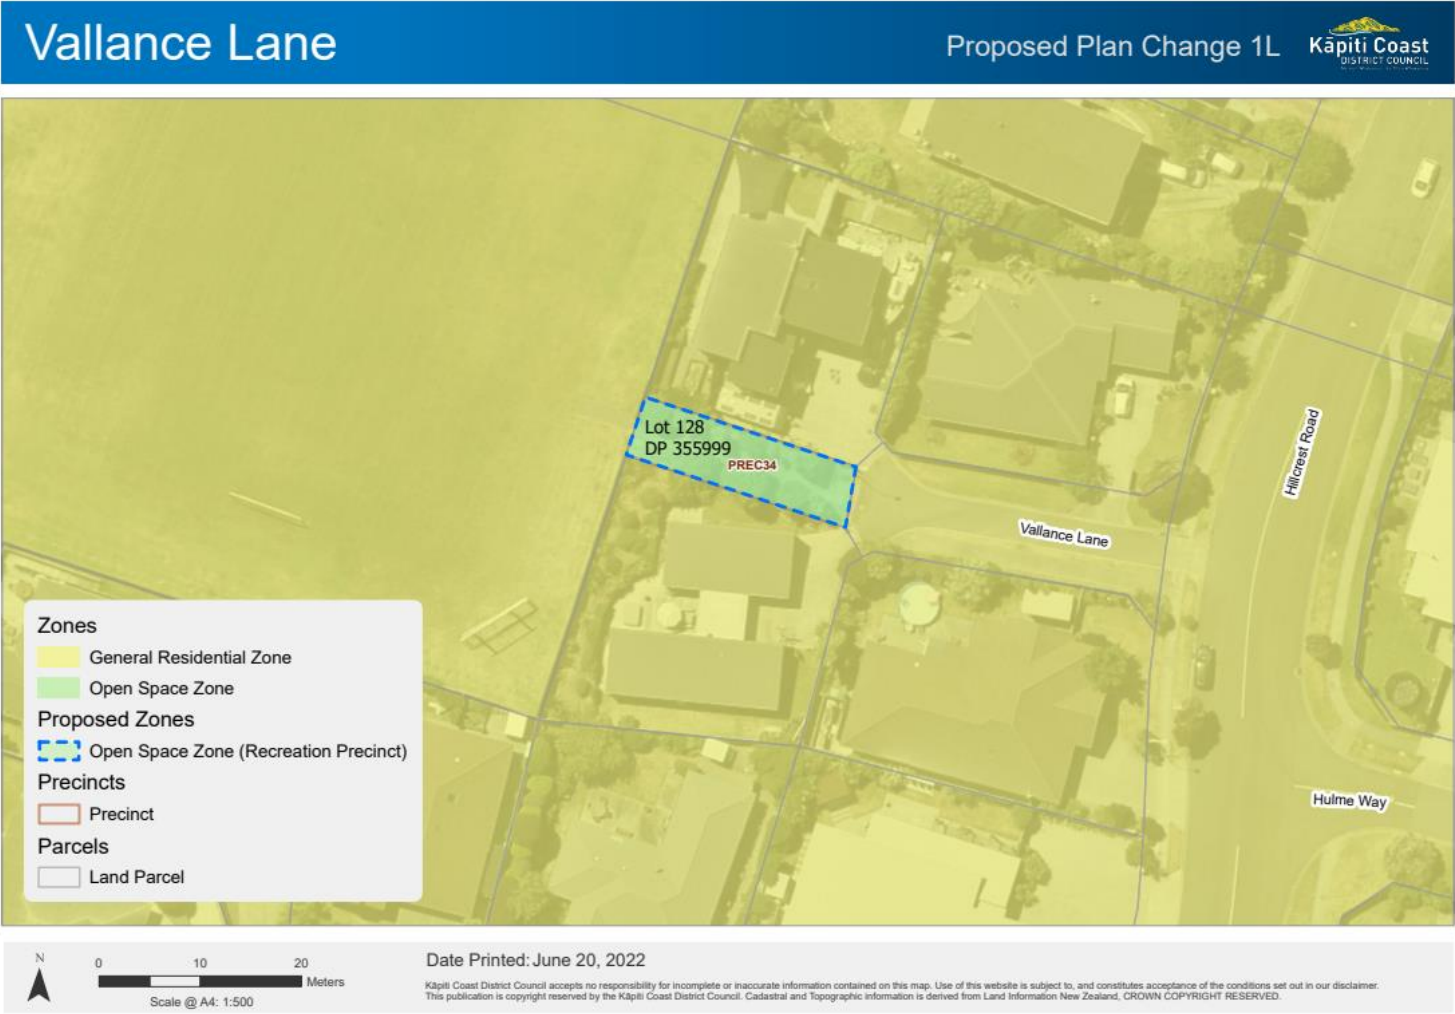 Vallance Lane
Proposed Plan Change 1L
Kāpiti Coast
DISTRICT COUNCIL
Lot 128
DP 355999
PREC34
Hillcrest Road
Vallance Lane
Hulme Way
Zones
General Residential Zone
Open Space Zone
Proposed Zones
Open Space Zone (Recreation Precinct)
Precincts
Precinct
Parcels
Land Parcel
N
0 10 20
Meters
Scale @ A4: 1:500
Date Printed: June 20, 2022
Kāpiti Coast District Council accepts no responsibility for incomplete or inaccurate information contained on this map. Use of this website is subject to, and constitutes acceptance of the conditions set out in our disclaimer.
This publication is copyright reserved by the Kāpiti Coast District Council. Cadastral and Topographic information is derived from Land Information New Zealand, CROWN COPYRIGHT RESERVED.